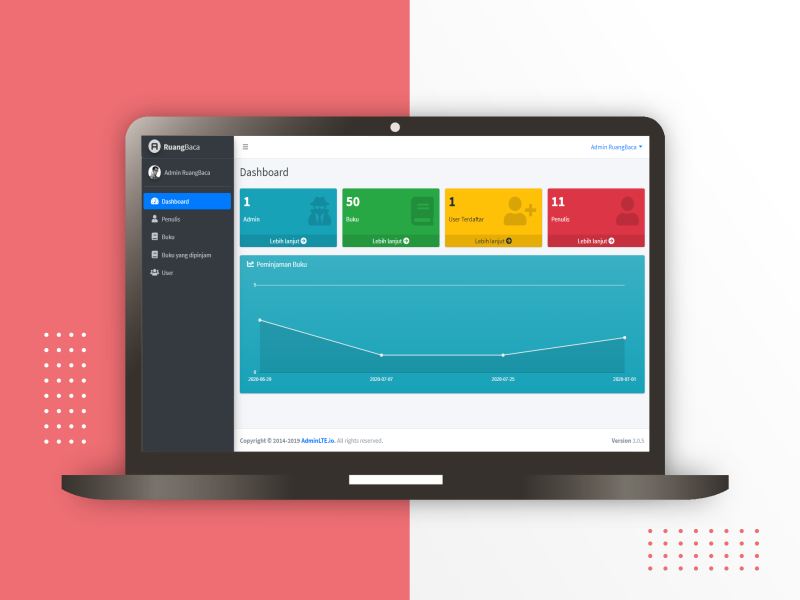 RuangBaca
Admin RuangBaca
Dashboard
Penulis
Buku
Buku yang dipinjam
User
Admin RuangBaca
Dashboard
1
Admin
Lebih lanjut
50
Buku
Lebih lanjut
1
User Terdaftar
Lebih lanjut
11
Penulis
Lebih lanjut
Peminjaman Buku
5
0
2020-06-29
2020-07-07
2020-07-25
2020-07-01
Copyright © 2014-2019 AdminLTE.io. All rights reserved.
Version 3.0.5